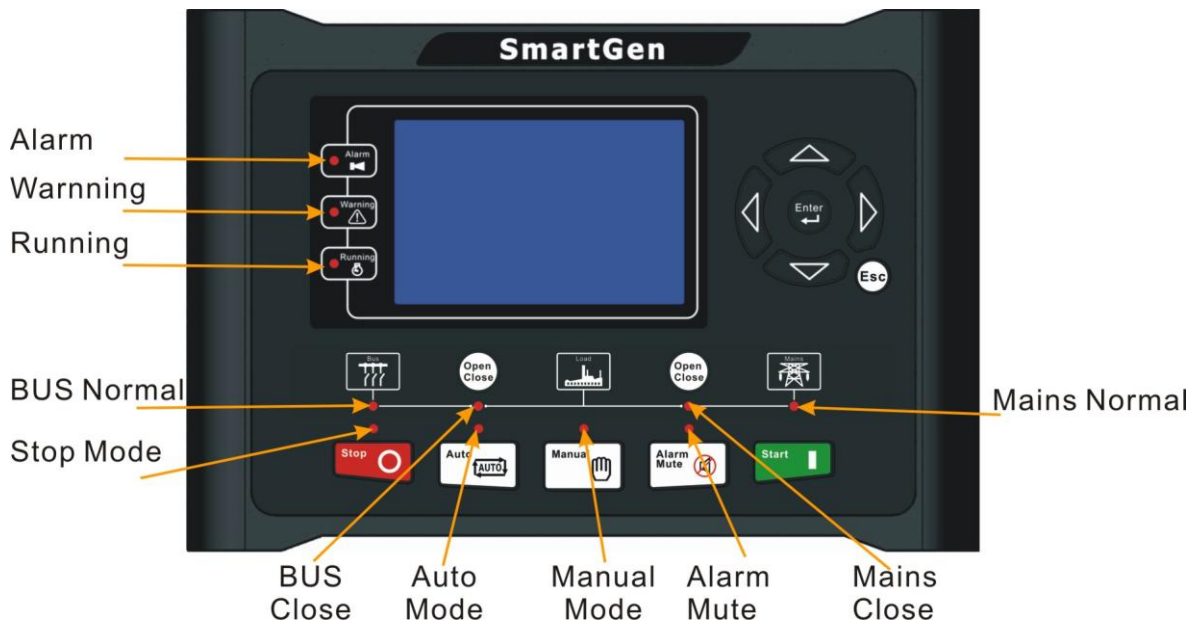 SmartGen
Alarm
Alarm
Warnning
Warning
Running
Running
Enter
Esc
Bus
Open
Close
Load
Open
Close
Mains
BUS Normal
Mains Normal
Stop Mode
Stop
Auto
AUTO
Manual
Alarm
Mute
Start
BUS
Close
Auto
Mode
Manual
Mode
Alarm
Mute
Mains
Close